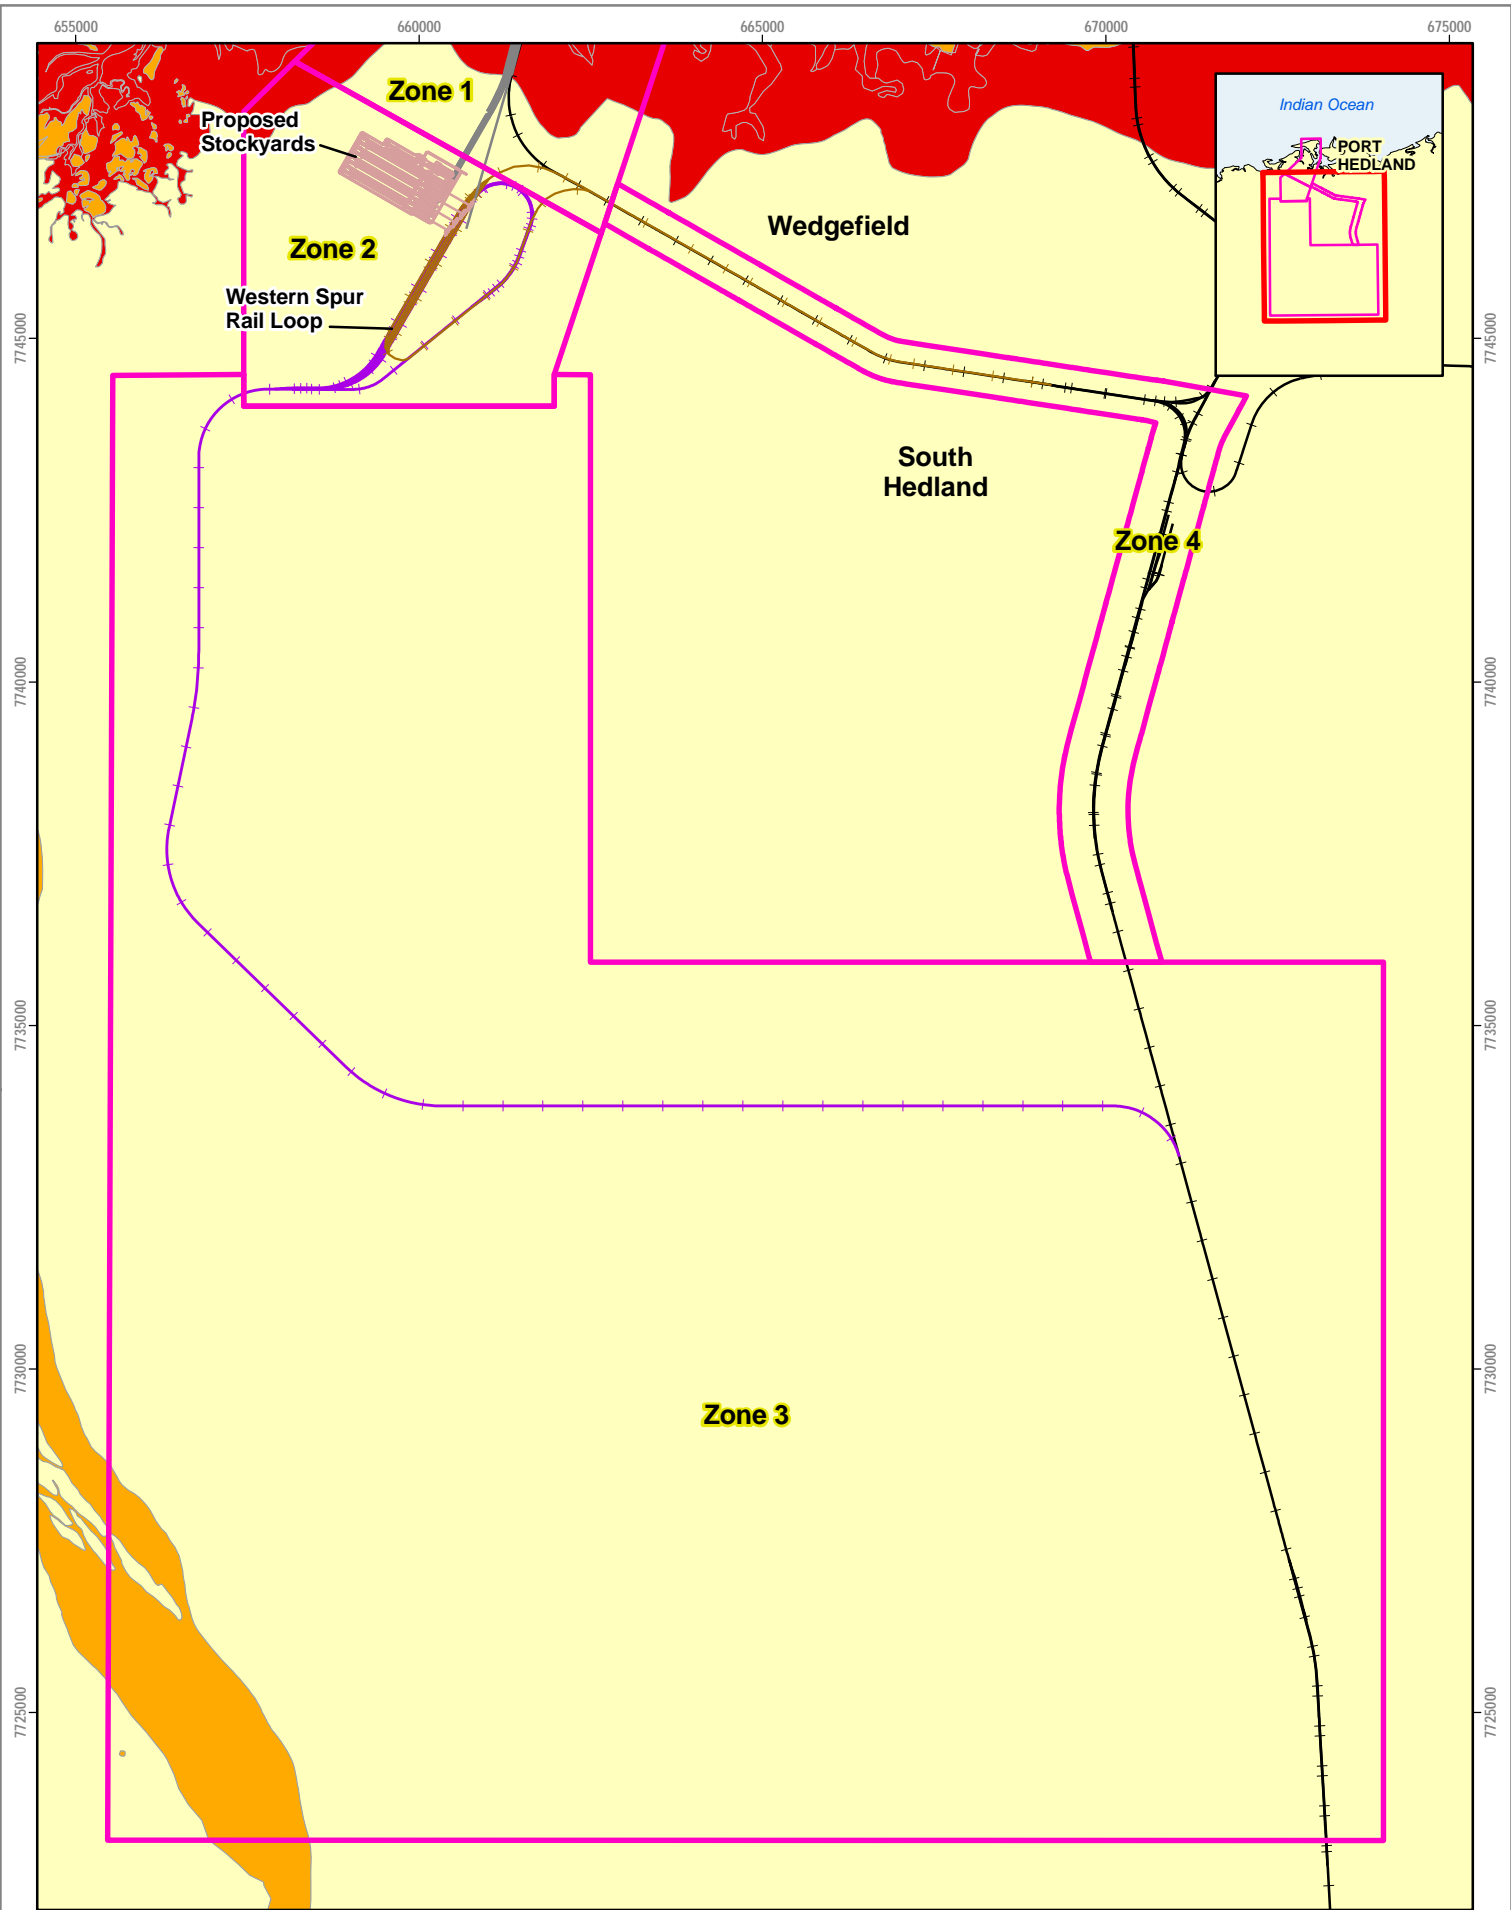 655000
660000
665000
670000
675000
Zone 1
Indian Ocean
Proposed
Stockyards
PORT
HEDLAND
Wedgefield
Zone 2
Western Spur
Rail Loop
7745000
7745000
South
Hedland
Zone 4
7740000
7740000
7735000
7735000
7730000
7730000
Zone 3
7725000
7725000